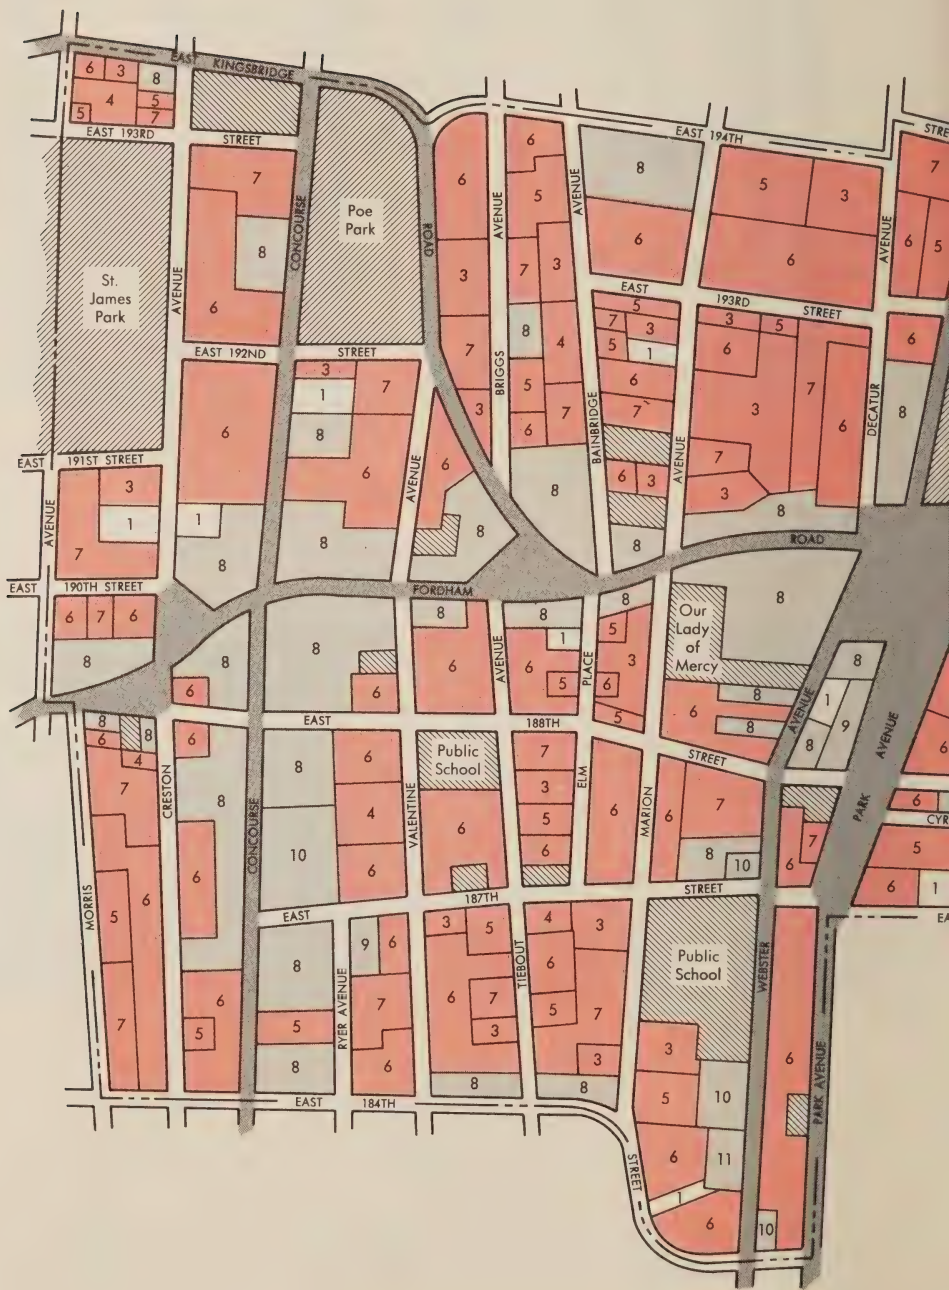 EAST KINGSBRIDGE
6 3 8
4 5
5 7
EAST 193RD STREET
7
8
6
St.
James
Park
AVENUE
CONCOURSE
Poe
Park
ROAD
6
3
7
3
AVENUE
BRIGGS
6
5
7 3
8
4
5
6 7
8
AVENUE
BAINBRIDGE
EAST 194TH
8
6
5 3
6
AVENUE
DECATUR
7
6 5
EAST 193RD STREET
5
7 3
5 1
6
7
6 3
8
AVENUE
3 5
6
3
7
6
7
3
8
6
8
EAST 192ND STREET
6
1
8
3
1 7
8
6
8
AVENUE
6
8
EAST 191ST STREET
3
1
7
AVENUE
EAST 190TH STREET
6 7 6
8
8
6
FORDHAM ROAD
8
6
8
6
AVENUE
8
1
6
5
PLACE
8
5
3
6
5
Our
Lady
of
Mercy
8
8
6
8
AVENUE
8
1
9
8
AVENUE
PARK
6
EAST 188TH STREET
8
6 8
4
7
5 6
7
MORRIS
CRESTON
6
8
6
6
5
CONCOURSE
8
10
6
4
6
VALENTINE
Public
School
6
7
3
5
6
ELM
6
MARION
6
7
8
10
6 7
6
CYR
5
6 1
EA
EAST 187TH STREET
8
5
8
RYER AVENUE
9 6
7
6
3 5
6
7
3
8
TIEBOUT
4 3
6
5
7
3
8
Public
School
3
5 10
6 11
1
6
WEBSTER
6
10
PARK AVENUE
EAST 184TH STREET